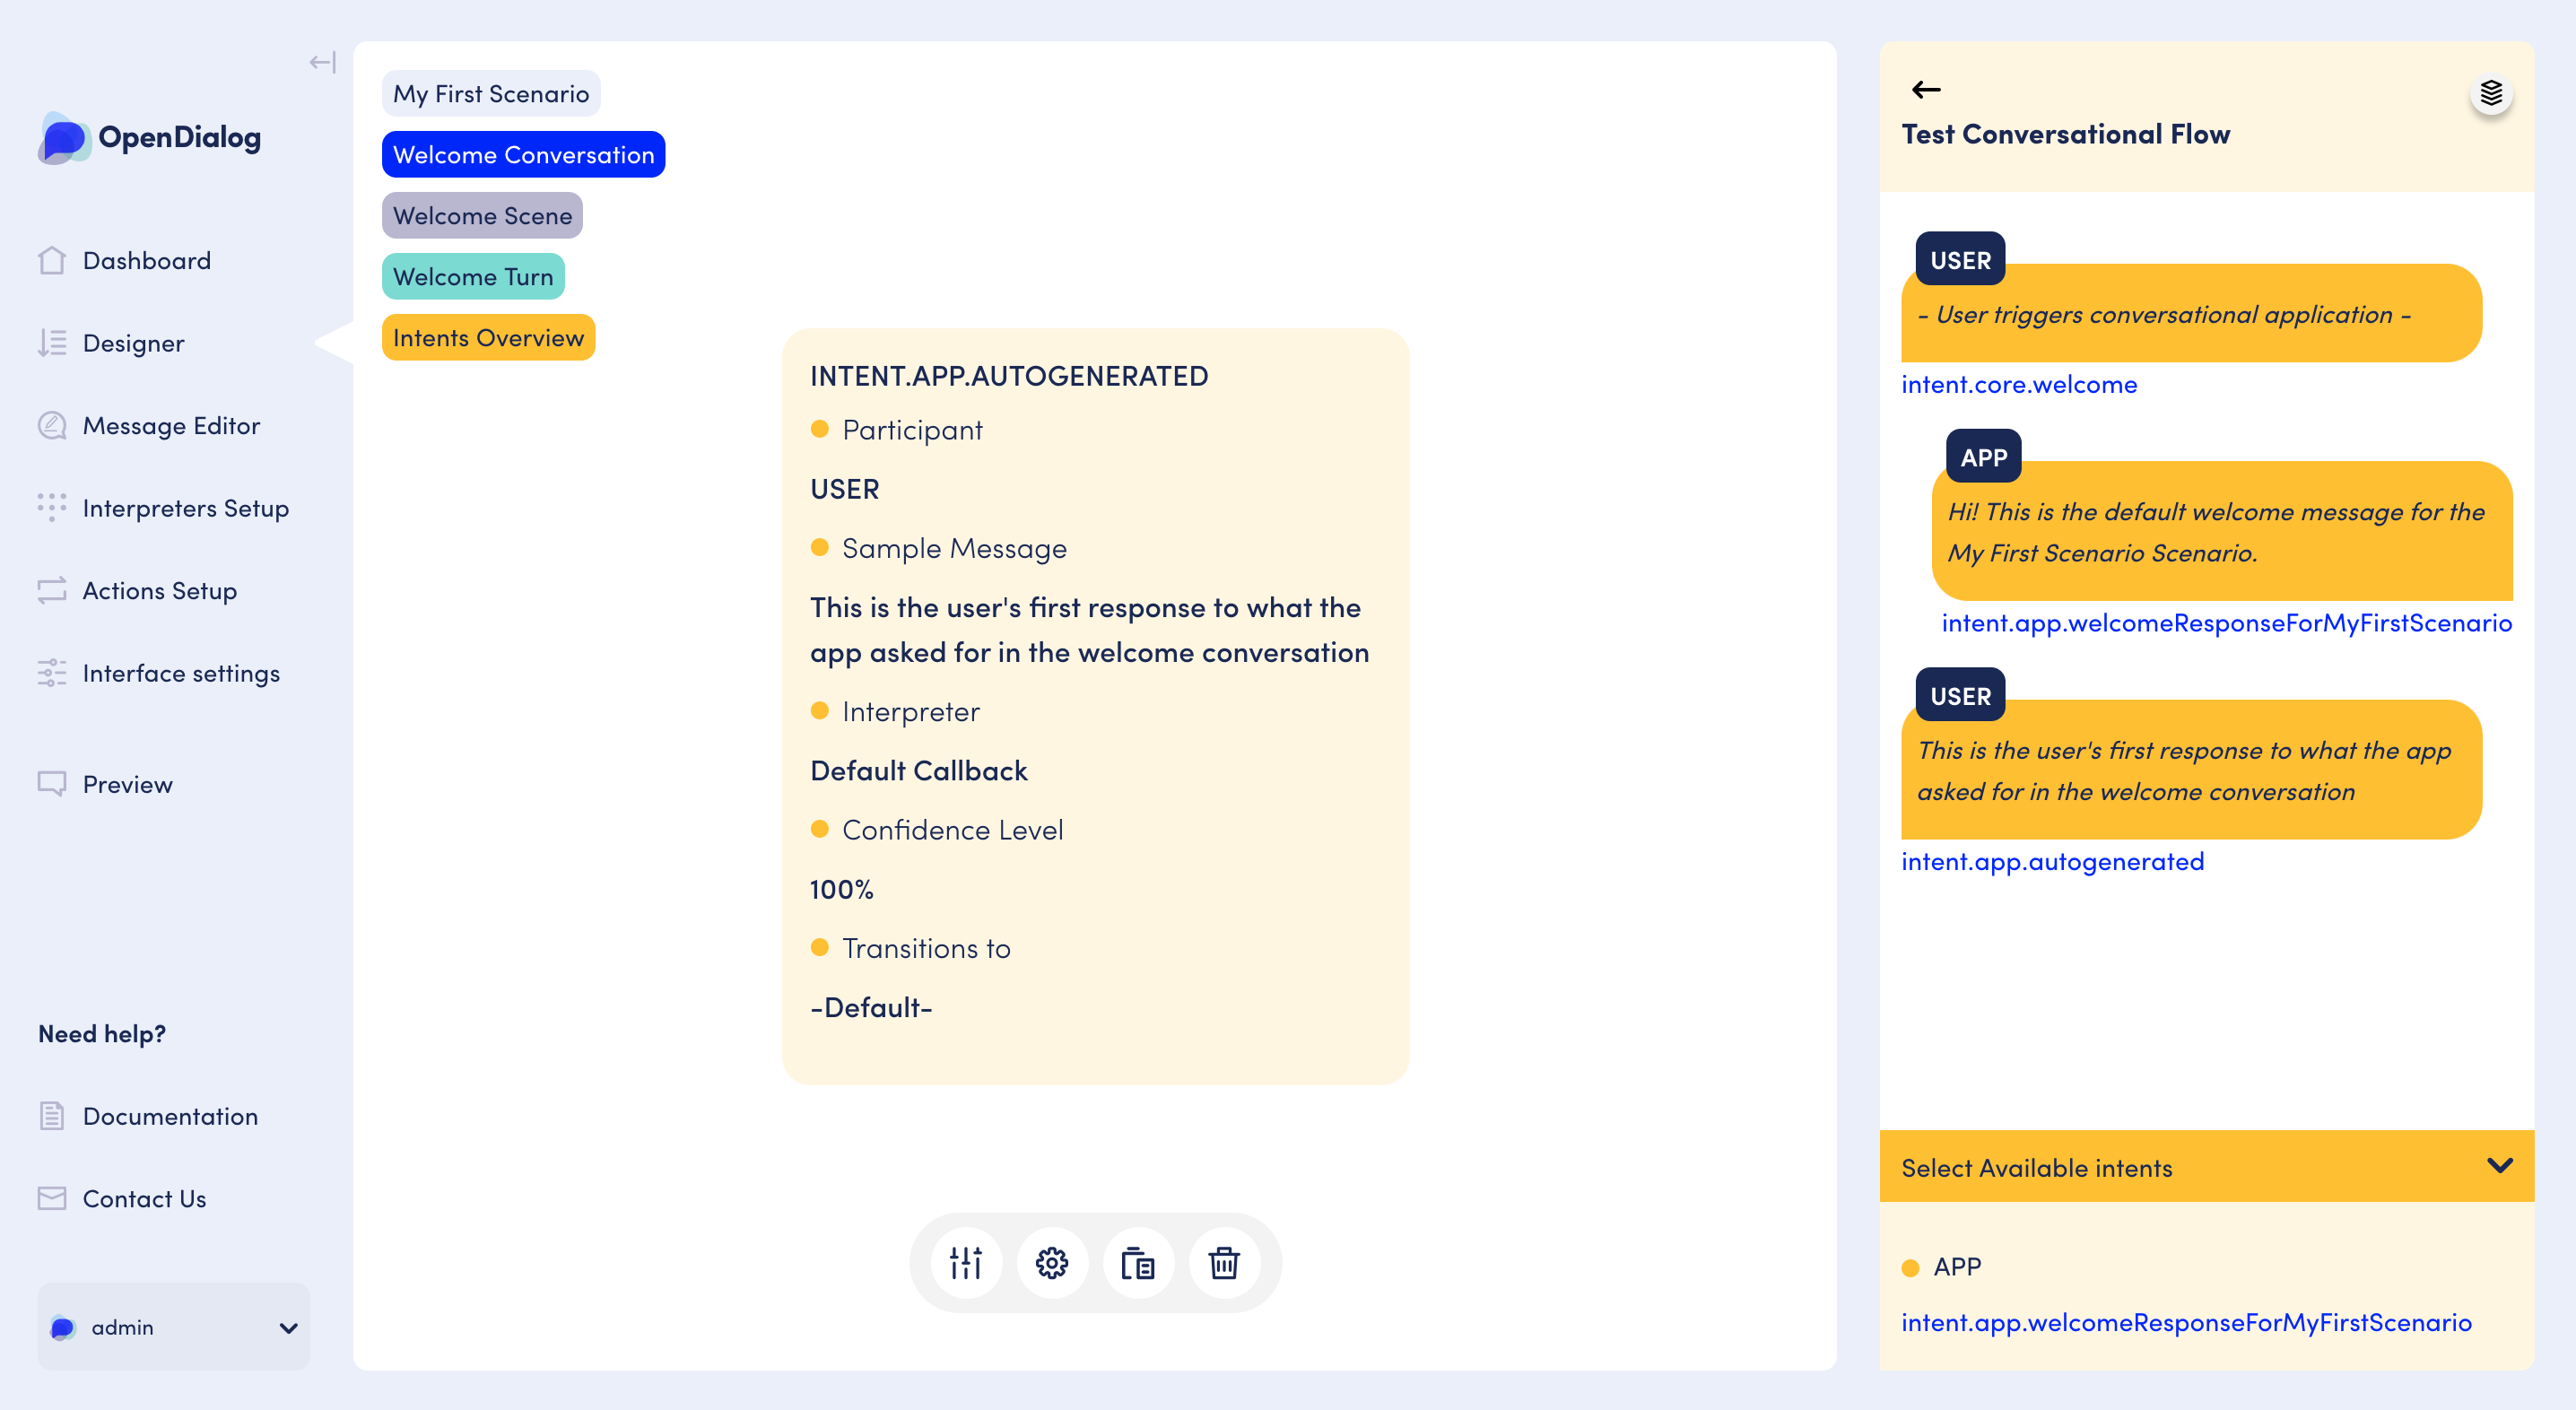 OpenDialog
Dashboard
Designer
Message Editor
Interpreters Setup
Actions Setup
Interface settings
Preview
Need help?
Documentation
Contact Us
admin
My First Scenario
Welcome Conversation
Welcome Scene
Welcome Turn
Intents Overview
INTENT.APP.AUTOGENERATED
Participant
USER
Sample Message
This is the user's first response to what the
app asked for in the welcome conversation
Interpreter
Default Callback
Confidence Level
100%
Transitions to
-Default-
Test Conversational Flow
USER
- User triggers conversational application -
intent.core.welcome
APP
Hi! This is the default welcome message for the
My First Scenario Scenario.
intent.app.welcomeResponseForMyFirstScenario
USER
This is the user's first response to what the app
asked for in the welcome conversation
intent.app.autogenerated
Select Available intents
APP
intent.app.welcomeResponseForMyFirstScenario